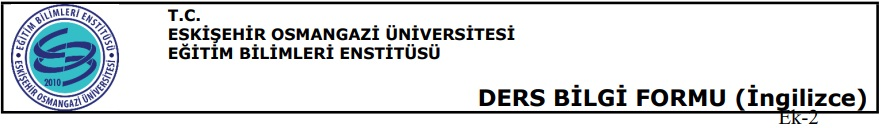 T.C.
ESKİŞEHİR OSMANGAZİ ÜNİVERSİTESİ
EĞİTİM BİLİMLERİ ENSTİTÜSÜ
EĞİTİM BİLİMLERİ ENSTİTÜSÜ
2010
ESKİŞEHİR OSMANGAZİ ÜNİVERSİTESİ
DERS BİLGİ FORMU (İngilizce)
Ek-2